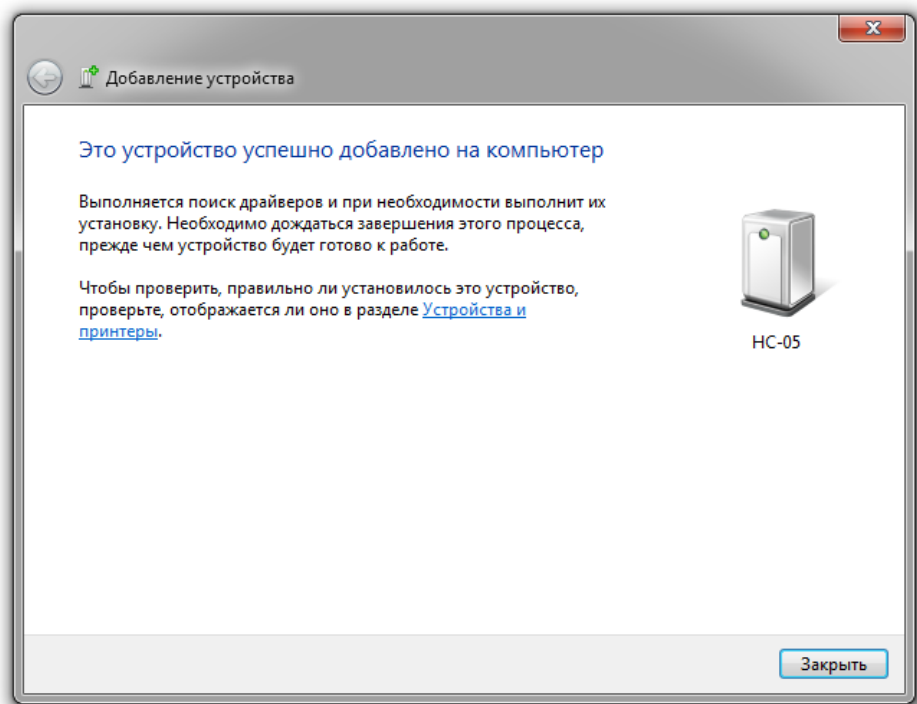 Добавление устройства
Это устройство успешно добавлено на компьютер
Выполняется поиск драйверов и при необходимости выполнит их
установку. Необходимо дождаться завершения этого процесса,
прежде чем устройство будет готово к работе.
Чтобы проверить, правильно ли установилось это устройство,
проверьте, отображается ли оно в разделе Устройства и
принтеры.
HC-05
Закрыть